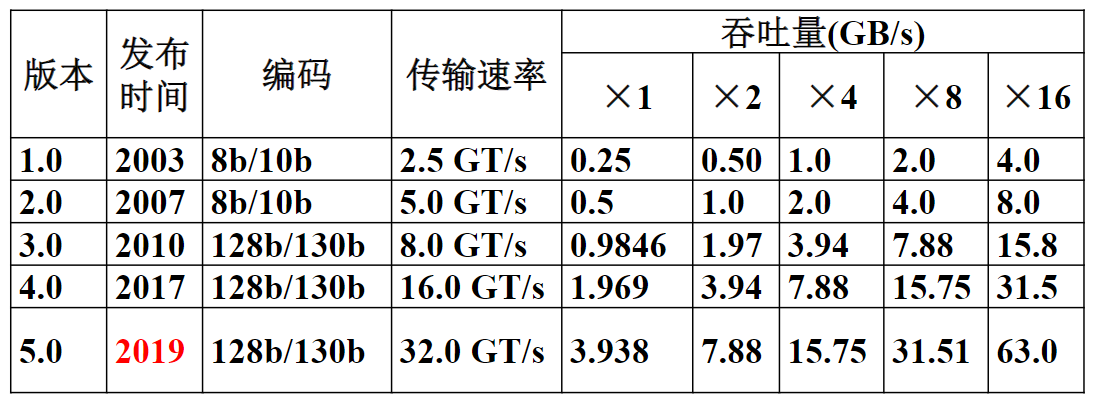 版本 发布时间 编码 传输速率 吞吐量(GB/s)
×1 ×2 ×4 ×8 ×16
1.0 2003 8b/10b 2.5 GT/s 0.25 0.50 1.0 2.0 4.0
2.0 2007 8b/10b 5.0 GT/s 0.5 1.0 2.0 4.0 8.0
3.0 2010 128b/130b 8.0 GT/s 0.9846 1.97 3.94 7.88 15.8
4.0 2017 128b/130b 16.0 GT/s 1.969 3.94 7.88 15.75 31.5
5.0 2019 128b/130b 32.0 GT/s 3.938 7.88 15.75 31.51 63.0